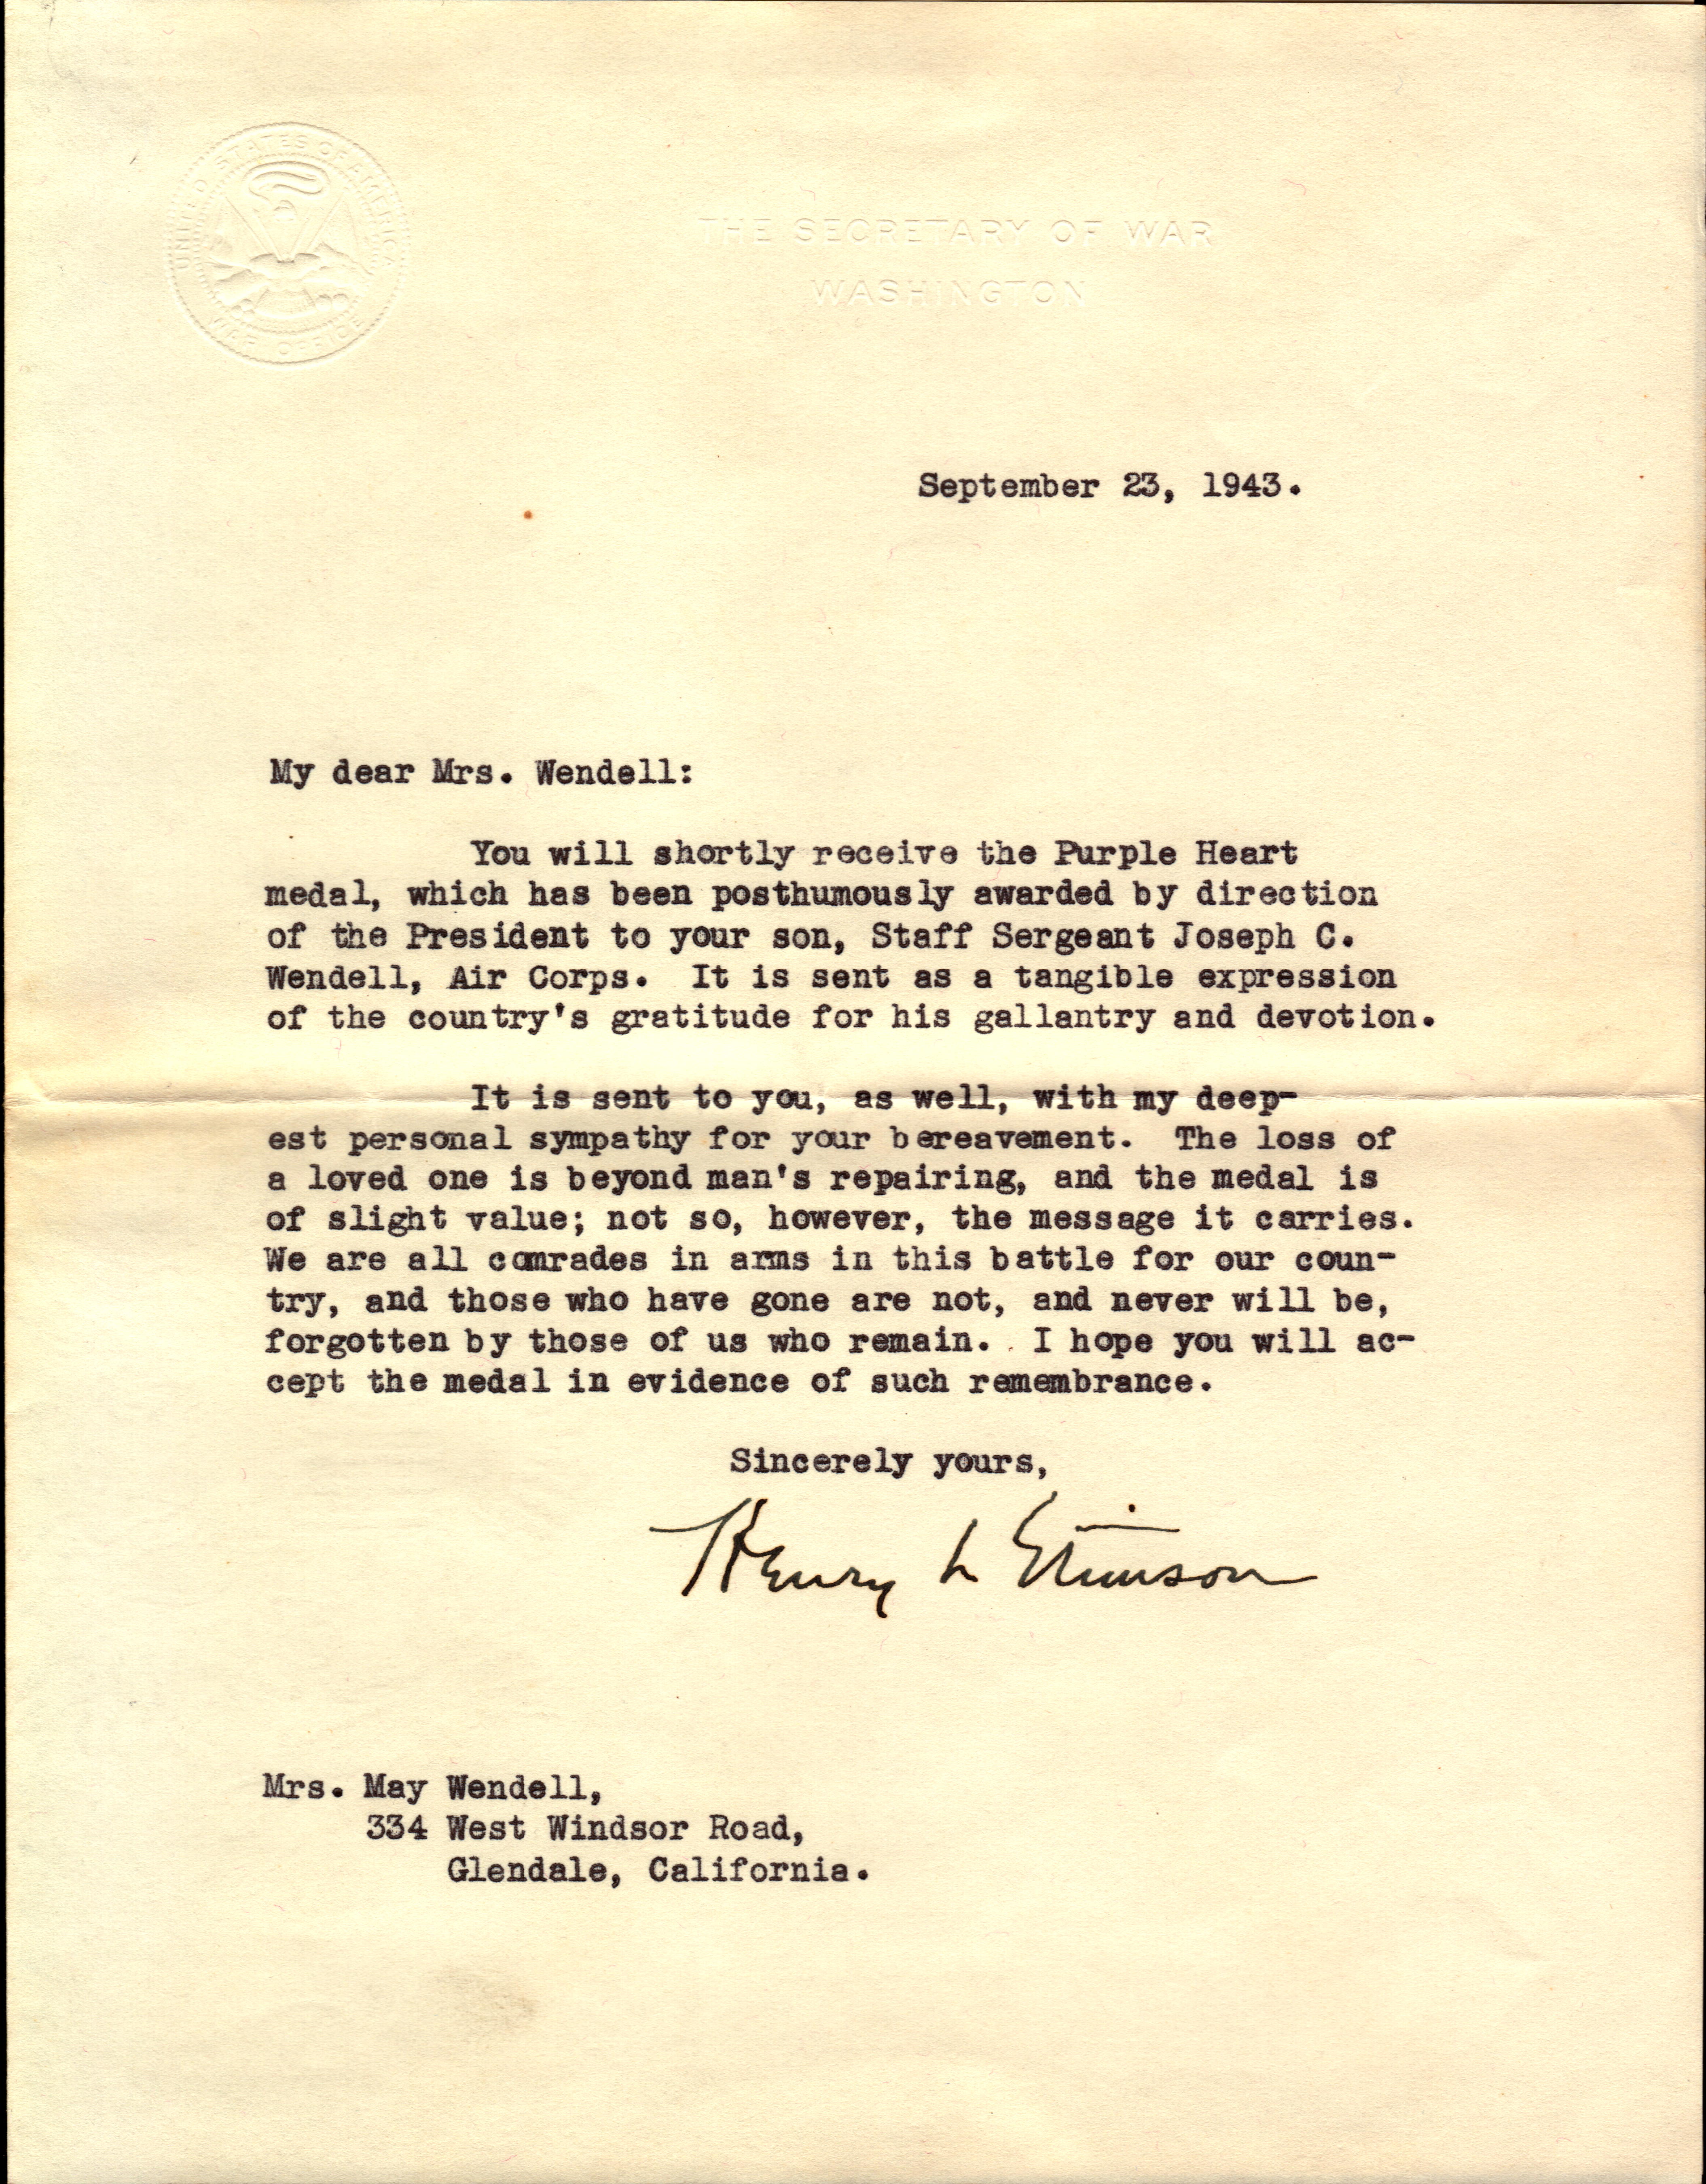 UNITED STATES OF AMERICA
WAR OFFICE
THE SECRETARY OF WAR
WASHINGTON
September 23, 1943.
My dear Mrs. Wendell:
You will shortly receive the Purple Heart
medal, which has been posthumously awarded by direction
of the President to your son, Staff Sergeant Joseph C.
Wendell, Air Corps. It is sent as a tangible expression
of the country's gratitude for his gallantry and devotion.
It is sent to you, as well, with my deep-
est personal sympathy for your bereavement. The loss of
a loved one is beyond man's repairing, and the medal is
of slight value; not so, however, the message it carries.
We are all comrades in arms in this battle for our coun-
try, and those who have gone are not, and never will be,
forgotten by those of us who remain. I hope you will ac-
cept the medal in evidence of such remembrance.
Sincerely yours,
Henry L Stimson
Mrs. May Wendell,
334 West Windsor Road,
Glendale, California.